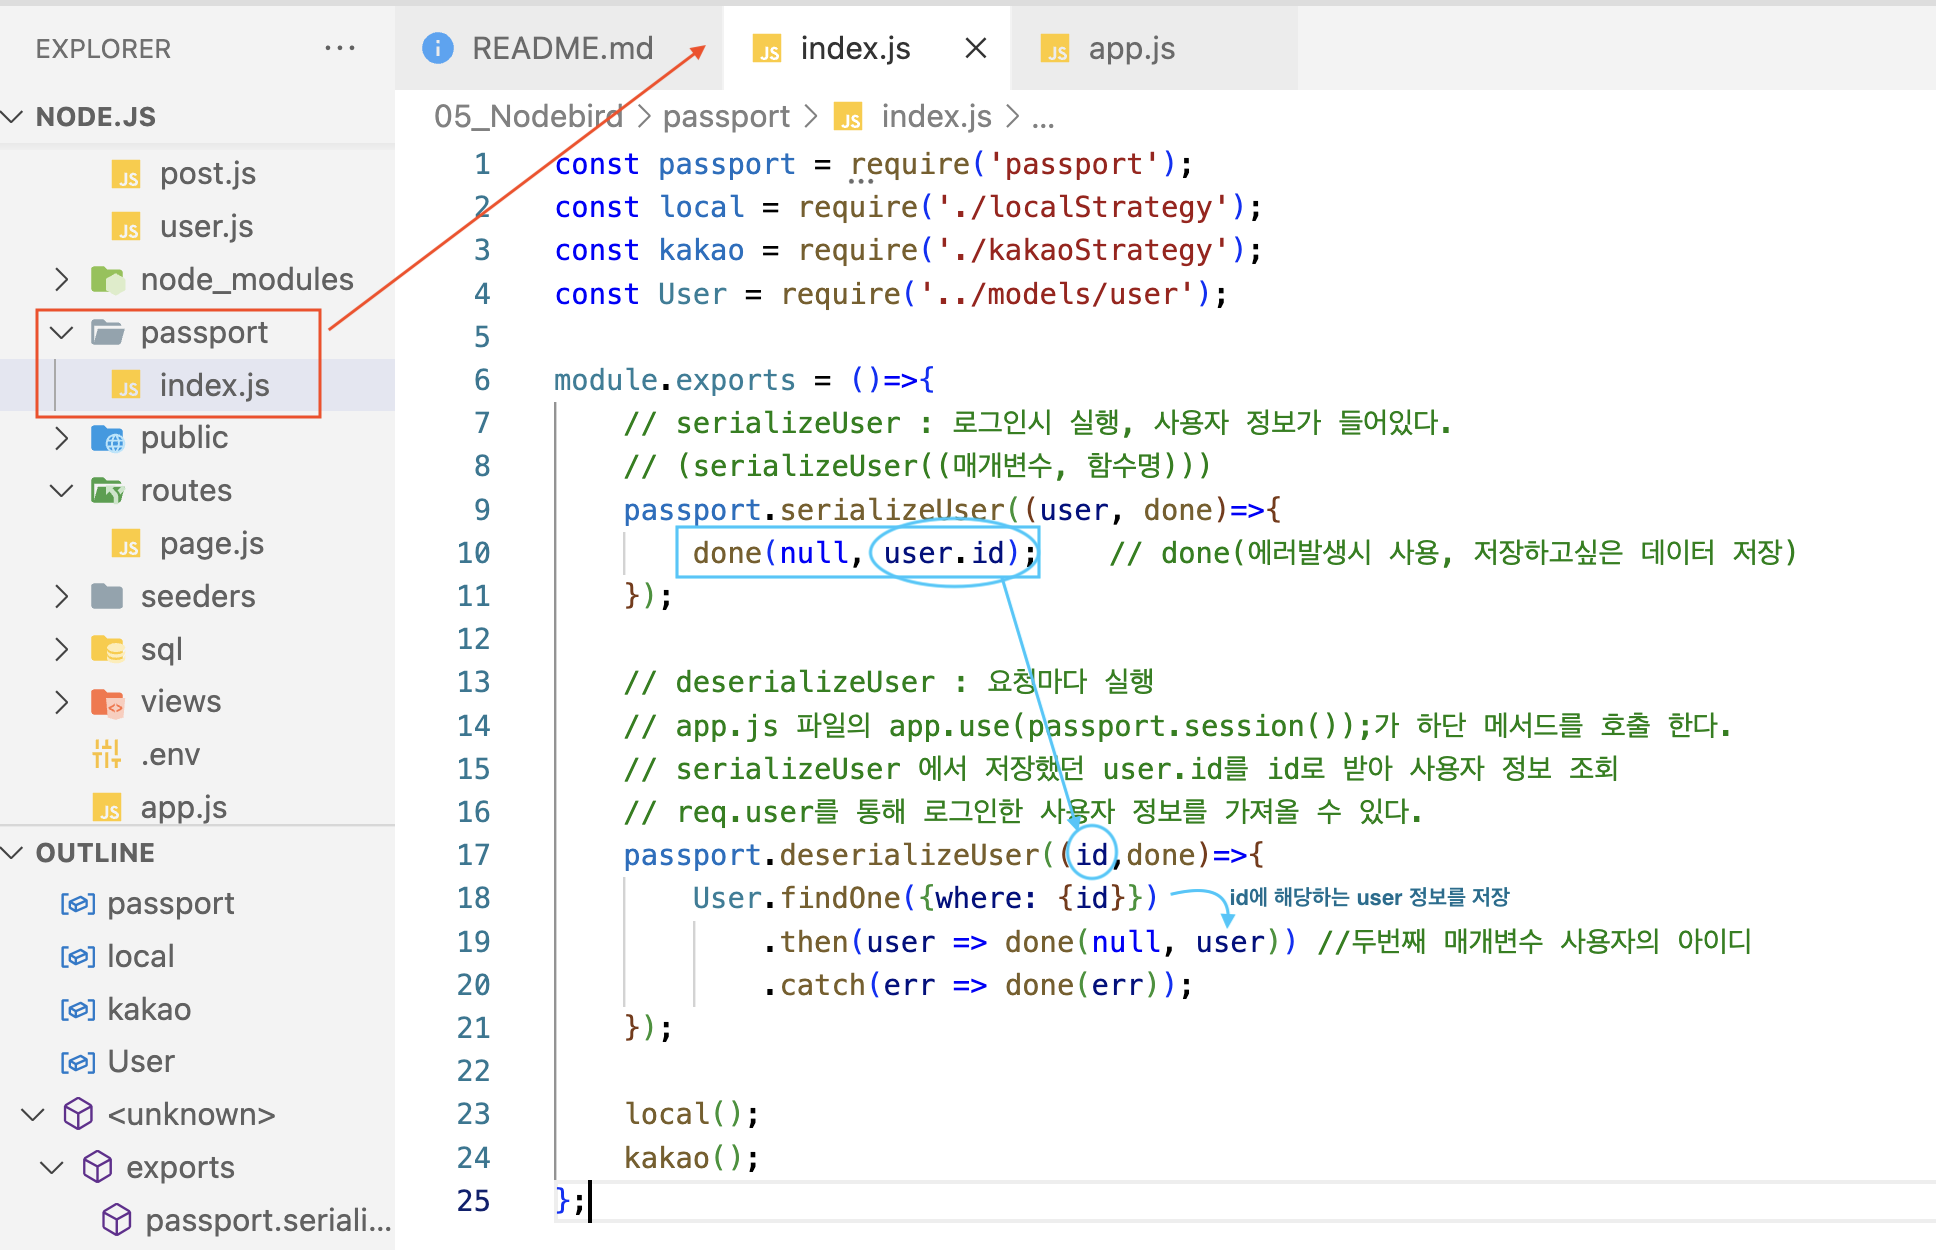 EXPLORER ...
README.md
index.js
app.js
NODE.JS
post.js
user.js
node_modules
passport
index.js
public
routes
page.js
seeders
sql
views
.env
app.js
OUTLINE
passport
local
kakao
User
<unknown>
exports
passport.seriali...
05_Nodebird > passport > JS index.js > ...
1 const passport = require('passport');
2 const local = require('./localStrategy');
3 const kakao = require('./kakaoStrategy');
4 const User = require('../models/user');
5
6 module.exports = ()=>{
7 // serializeUser : 로그인시 실행, 사용자 정보가 들어있다.
8 // (serializeUser((매개변수, 함수명)))
9 passport.serializeUser((user, done)=>{
10 done(null, user.id); // done(에러발생시 사용, 저장하고싶은 데이터 저장)
11 });
12
13 // deserializeUser : 요청마다 실행
14 // app.js 파일의 app.use(passport.session());가 하단 메서드를 호출 한다.
15 // serializeUser 에서 저장했던 user.id를 id로 받아 사용자 정보 조회
16 // req.user를 통해 로그인한 사용자 정보를 가져올 수 있다.
17 passport.deserializeUser((id,done)=>{
18 User.findOne({where: {id}}) id에 해당하는 user 정보를 저장
19 .then(user => done(null, user)) //두번째 매개변수 사용자의 아이디
20 .catch(err => done(err));
21 });
22
23 local();
24 kakao();
25 };